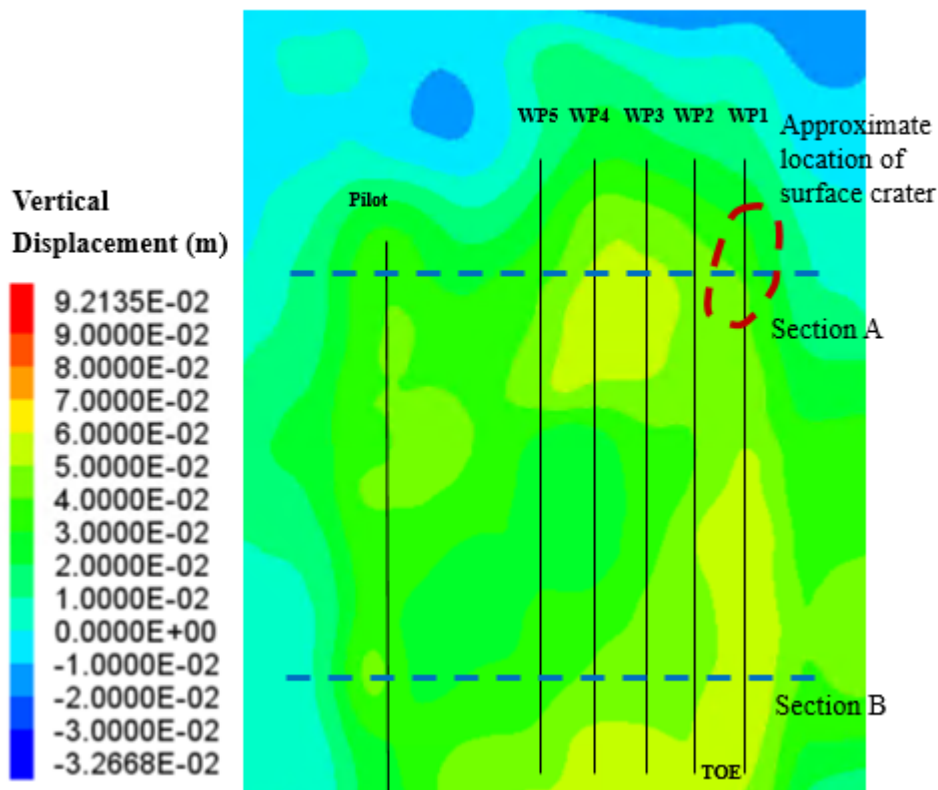 Vertical
Displacement (m)
9.2135E-02
9.0000E-02
8.0000E-02
7.0000E-02
6.0000E-02
5.0000E-02
4.0000E-02
3.0000E-02
2.0000E-02
1.0000E-02
0.0000E+00
-1.0000E-02
-2.0000E-02
-3.0000E-02
-3.2668E-02
WP5 WP4 WP3 WP2 WP1
Approximate
location of
surface crater
Pilot
Section A
Section B
TOE